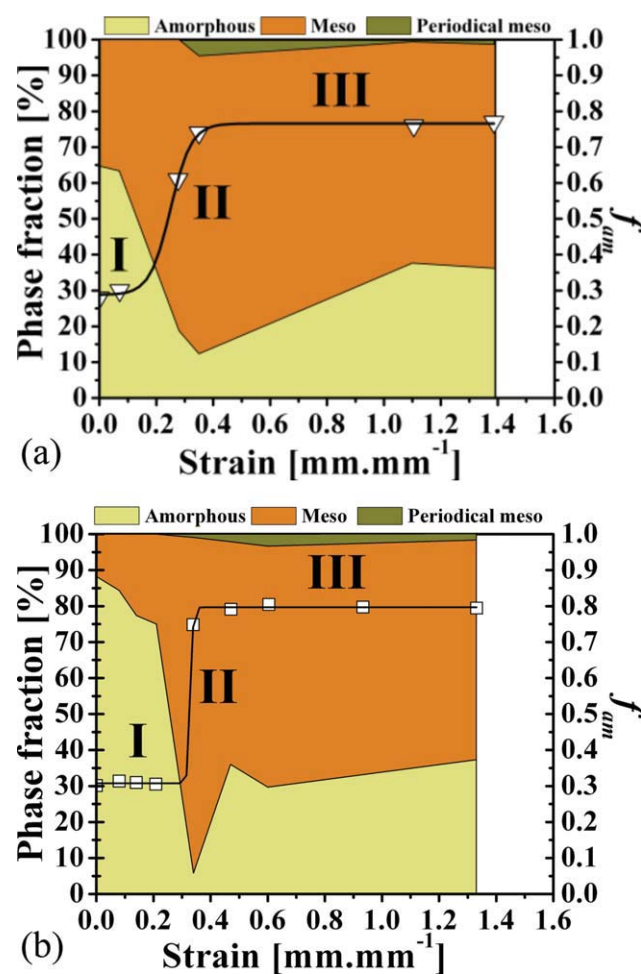 Amorphous Meso Periodical meso
100 1.0
90 0.9
80 0.8
III
70 0.7
60 0.6
II
50 0.5
40 0.4
I
30 0.3
20 0.2
10 0.1
0 0.0
Phase fraction [%]
f am
0.0 0.2 0.4 0.6 0.8 1.0 1.2 1.4 1.6
(a) Strain [mm.mm-1]
Amorphous Meso Periodical meso
100 1.0
90 0.9
III
80 0.8
70 0.7
60 0.6
II
50 0.5
I
40 0.4
30 0.3
20 0.2
10 0.1
0 0.0
Phase fraction [%]
f am
0.0 0.2 0.4 0.6 0.8 1.0 1.2 1.4 1.6
(b) Strain [mm.mm-1]